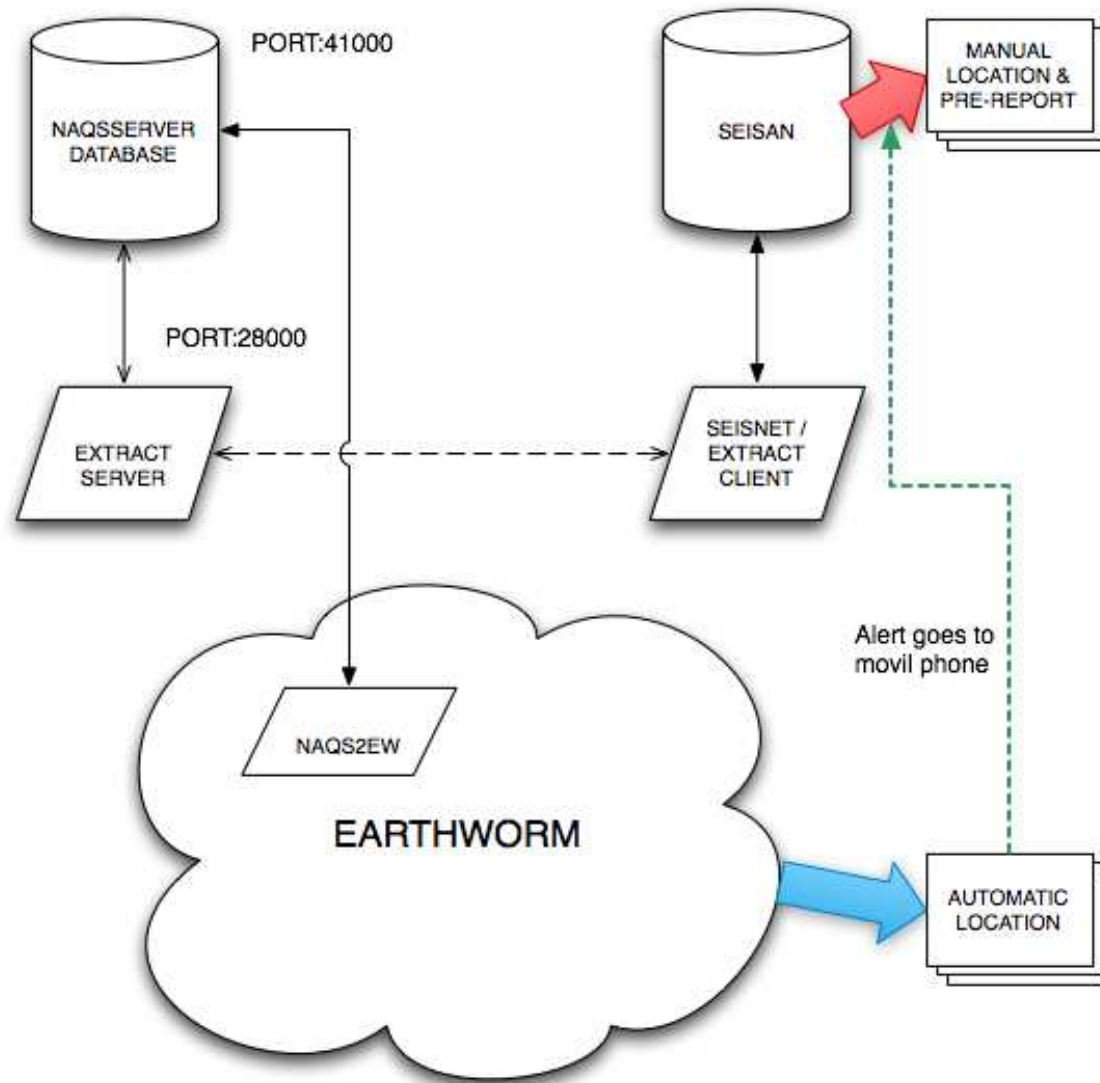 PORT:41000
NAQSSERVER
DATABASE
SEISAN
MANUAL
LOCATION &
PRE-REPORT
PORT:28000
EXTRACT
SERVER
SEISNET /
EXTRACT
CLIENT
Alert goes to
movil phone
NAQS2EW
EARTHWORM
AUTOMATIC
LOCATION